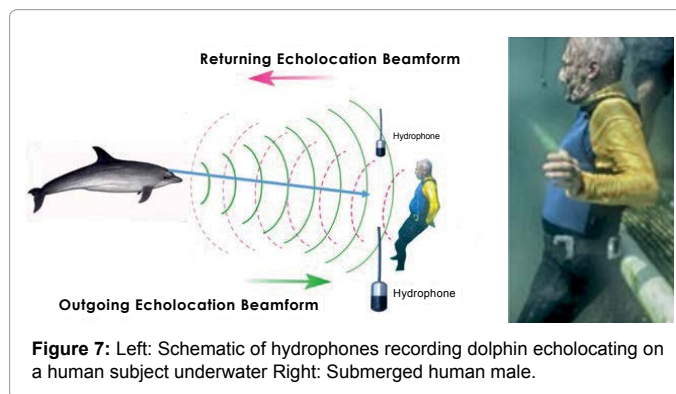 Returning Echolocation Beamform
Hydrophone
Hydrophone
Outgoing Echolocation Beamform
Figure 7: Left: Schematic of hydrophones recording dolphin echolocating on
a human subject underwater Right: Submerged human male.